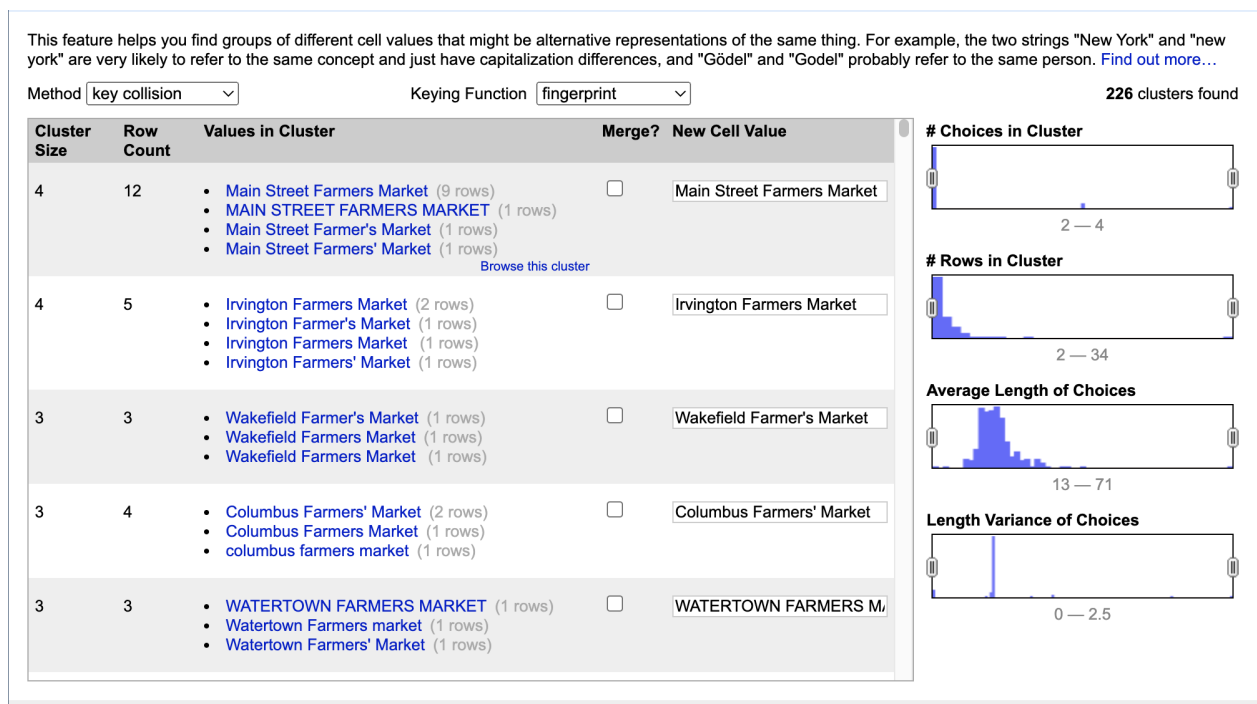 This feature helps you find groups of different cell values that might be alternative representations of the same thing. For example, the two strings "New York" and "new
york" are very likely to refer to the same concept and just have capitalization differences, and "Gödel" and "Godel" probably refer to the same person. Find out more…
Method key collision Keying Function fingerprint 226 clusters found
Cluster Size Row Count Values in Cluster Merge? New Cell Value
4 12 Main Street Farmers Market (9 rows) Main Street Farmers Market
MAIN STREET FARMERS MARKET (1 rows)
Main Street Farmer's Market (1 rows)
Main Street Farmers' Market (1 rows)
Browse this cluster
4 5 Irvington Farmers Market (2 rows) Irvington Farmers Market
Irvington Farmer's Market (1 rows)
Irvington Farmers Market (1 rows)
Irvington Farmers' Market (1 rows)
3 3 Wakefield Farmer's Market (1 rows) Wakefield Farmer's Market
Wakefield Farmers Market (1 rows)
Wakefield Farmers Market (1 rows)
3 4 Columbus Farmers' Market (2 rows) Columbus Farmers' Market
Columbus Farmers Market (1 rows)
columbus farmers market (1 rows)
3 3 WATERTOWN FARMERS MARKET (1 rows) WATERTOWN FARMERS M
Watertown Farmers market (1 rows)
Watertown Farmers' Market (1 rows)
# Choices in Cluster
2 — 4
# Rows in Cluster
2 — 34
Average Length of Choices
13 — 71
Length Variance of Choices
0 — 2.5